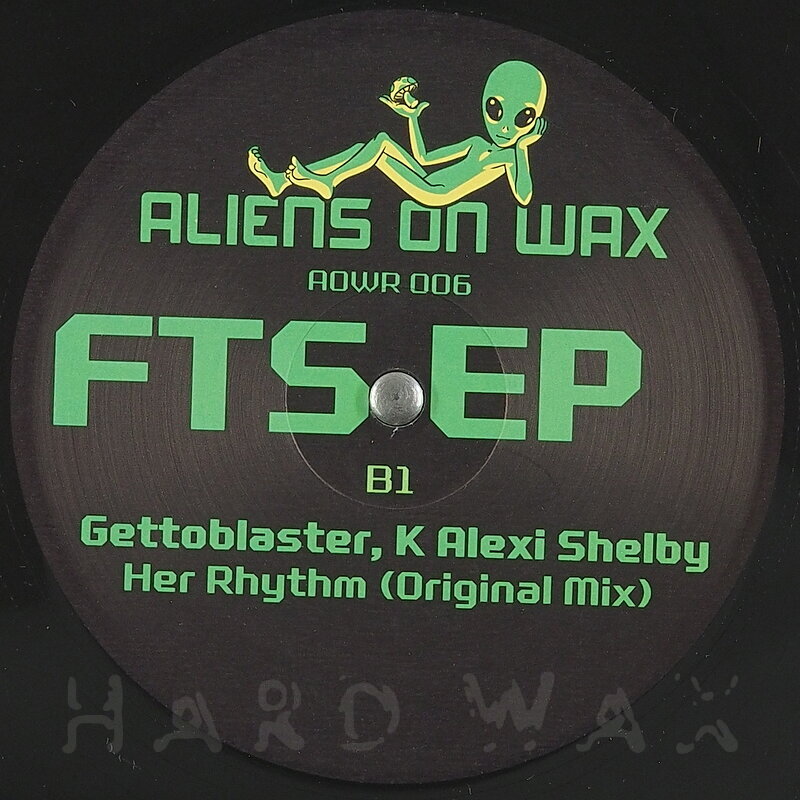 ALIENS ON WAX
AOWR 006
FTS EP
B1
Gettoblaster, K Alexi Shelby
Her Rhythm (Original Mix)
HARD WAX